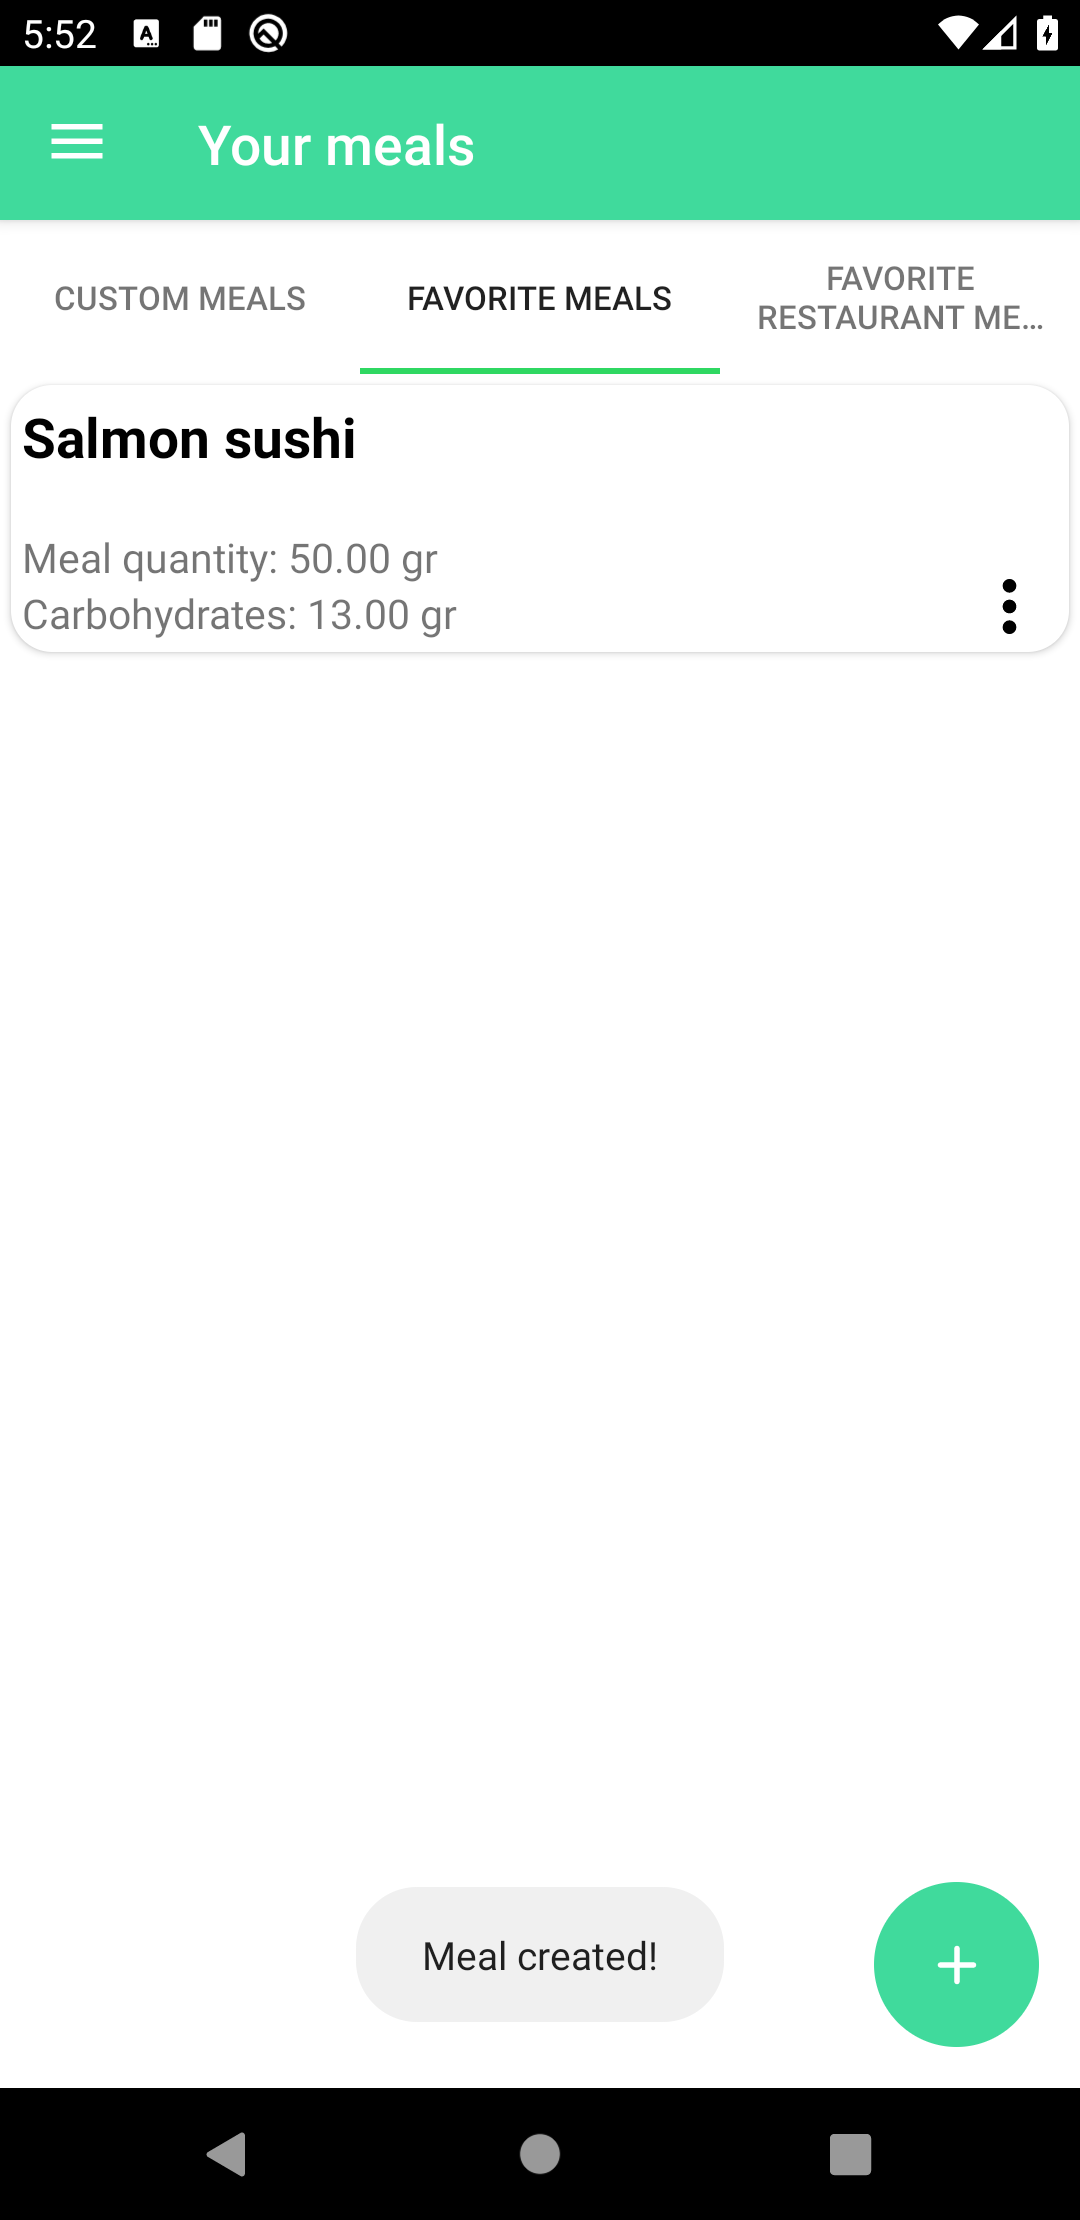 5:52
Your meals
CUSTOM MEALS
FAVORITE MEALS
FAVORITE
RESTAURANT ME...
Salmon sushi
Meal quantity: 50.00 gr
Carbohydrates: 13.00 gr
Meal created!